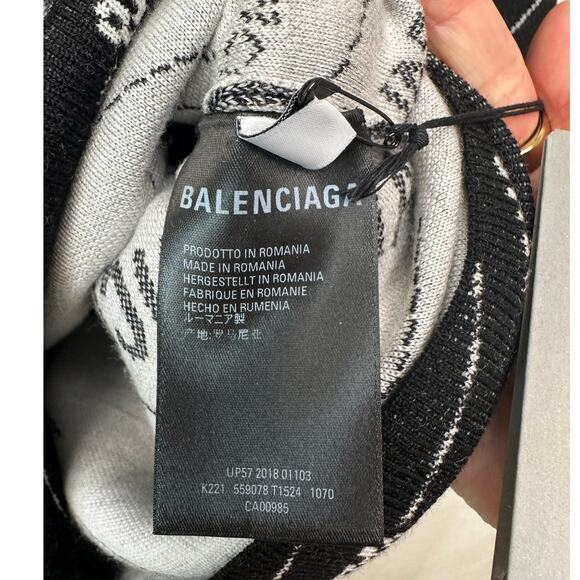 BALENCIAGA
PRODOTTO IN ROMANIA
MADE IN ROMANIA
HERGESTELLT IN ROMANIA
FABRIQUE EN ROMANIE
HECHO EN RUMENIA
ルーマニア製
产地:罗马尼亚
UP57 2018 01103
K221 559078 T1524 1070
CA00985